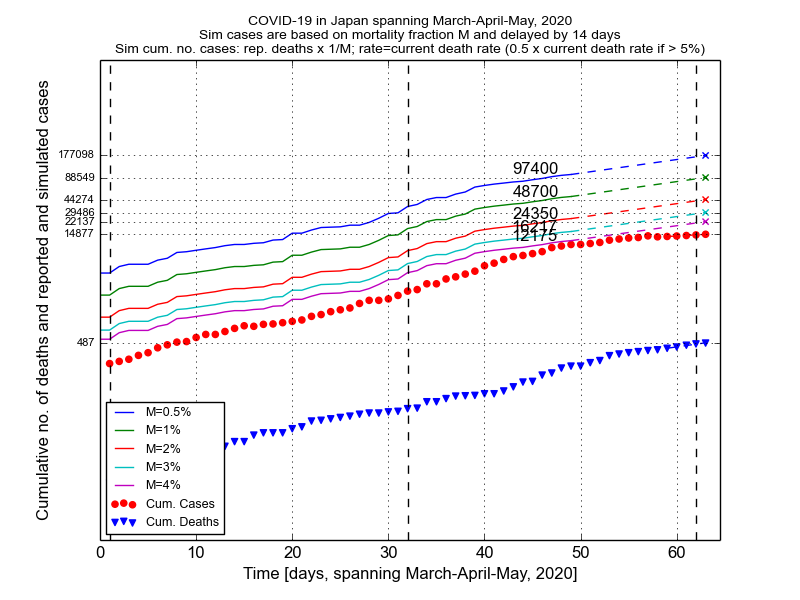 COVID-19 in Japan spanning March-April-May, 2020
Sim cases are based on mortality fraction M and delayed by 14 days
Sim cum. no. cases: rep. deaths x 1/M; rate=current death rate (0.5 x current death rate if > 5%)
Cumulative no. of deaths and reported and simulated cases
177098
88549
44274
29486
22137
14877
487
97400
48700
24350
16217
12175
M=0.5%
M=1%
M=2%
M=3%
M=4%
Cum. Cases
Cum. Deaths
0 10 20 30 40 50 60
Time [days, spanning March-April-May, 2020]